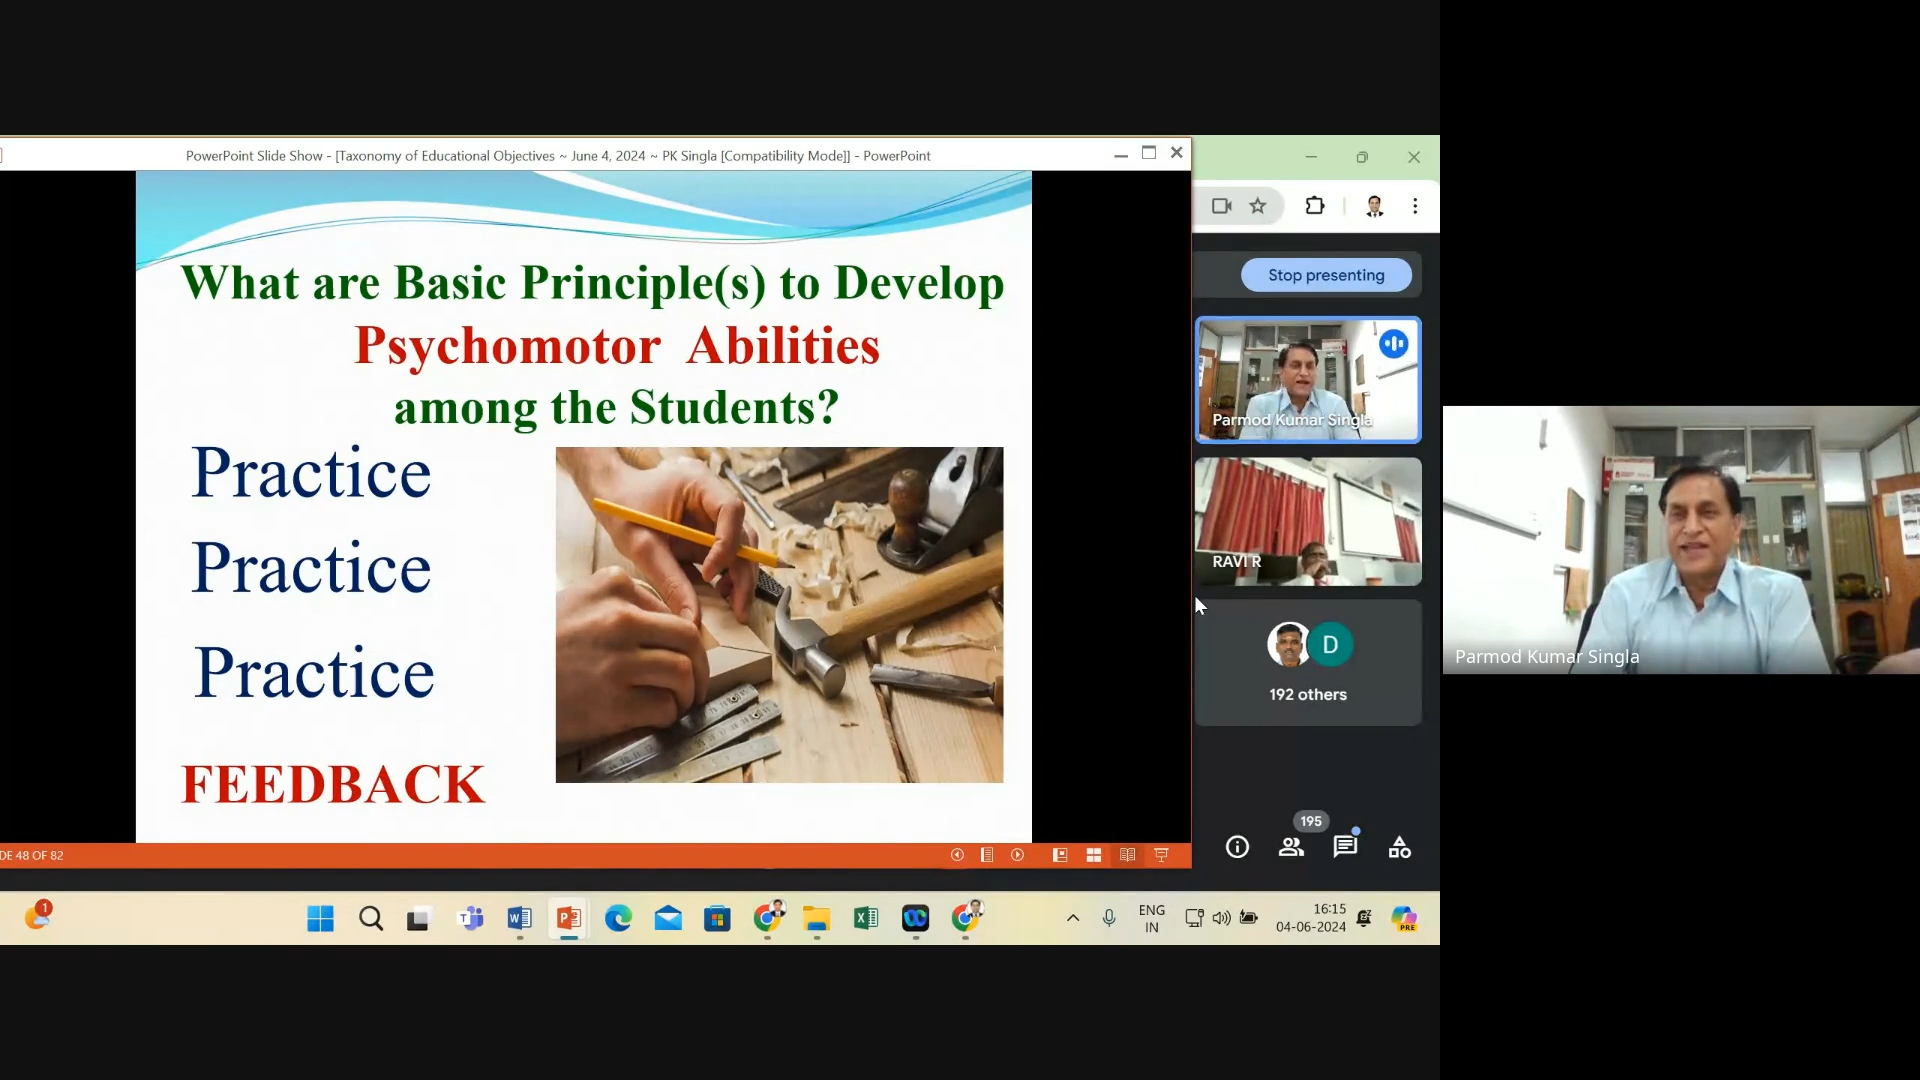 PowerPoint Slide Show - [Taxonomy of Educational Objectives ~ June 4, 2024 ~ PK Singla [Compatibility Mode]] - PowerPoint
What are Basic Principle(s) to Develop
Psychomotor Abilities
among the Students?
Practice
Practice
Practice
FEEDBACK
DE 48 OF 82
Stop presenting
Parmod Kumar Singla
RAVI R
D
192 others
195
Parmod Kumar Singla
1
ENG
IN
16:15
04-06-2024
PRE